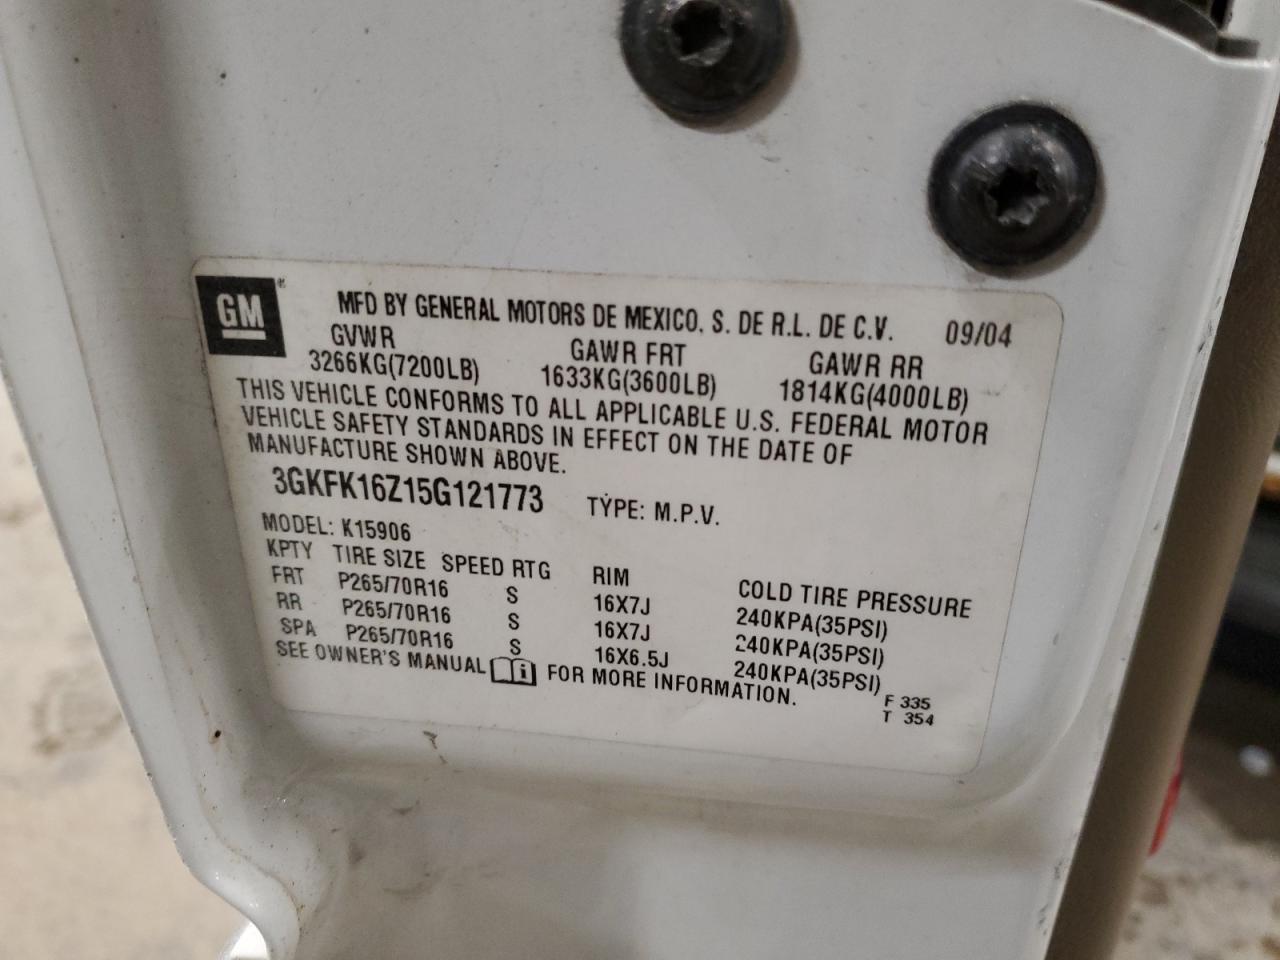 GM ®
MFD BY GENERAL MOTORS DE MEXICO, S. DE R.L. DE C.V. 09/04
GVWR GAWR FRT GAWR RR
3266KG(7200LB) 1633KG(3600LB) 1814KG(4000LB)
THIS VEHICLE CONFORMS TO ALL APPLICABLE U.S. FEDERAL MOTOR
VEHICLE SAFETY STANDARDS IN EFFECT ON THE DATE OF
MANUFACTURE SHOWN ABOVE.
3GKFK16Z15G121773 TYPE: M.P.V.
MODEL: K15906
KPTY TIRE SIZE SPEED RTG RIM COLD TIRE PRESSURE
FRT P265/70R16 S 16X7J 240KPA(35PSI)
RR P265/70R16 S 16X7J 240KPA(35PSI)
SPA P265/70R16 S 16X6.5J 240KPA(35PSI)
SEE OWNER'S MANUAL i FOR MORE INFORMATION.
F 335
T 354